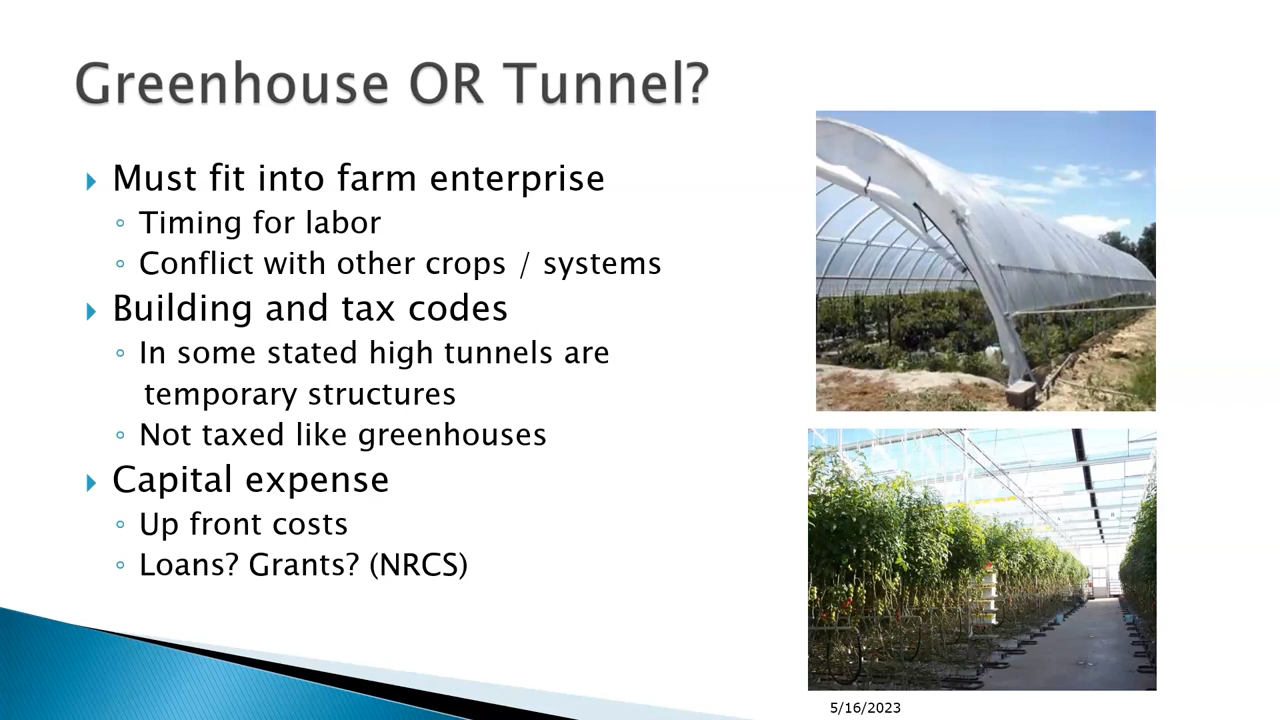 Greenhouse OR Tunnel?
Must fit into farm enterprise
Timing for labor
Conflict with other crops / systems
Building and tax codes
In some stated high tunnels are
temporary structures
Not taxed like greenhouses
Capital expense
Up front costs
Loans? Grants? (NRCS)
5/16/2023